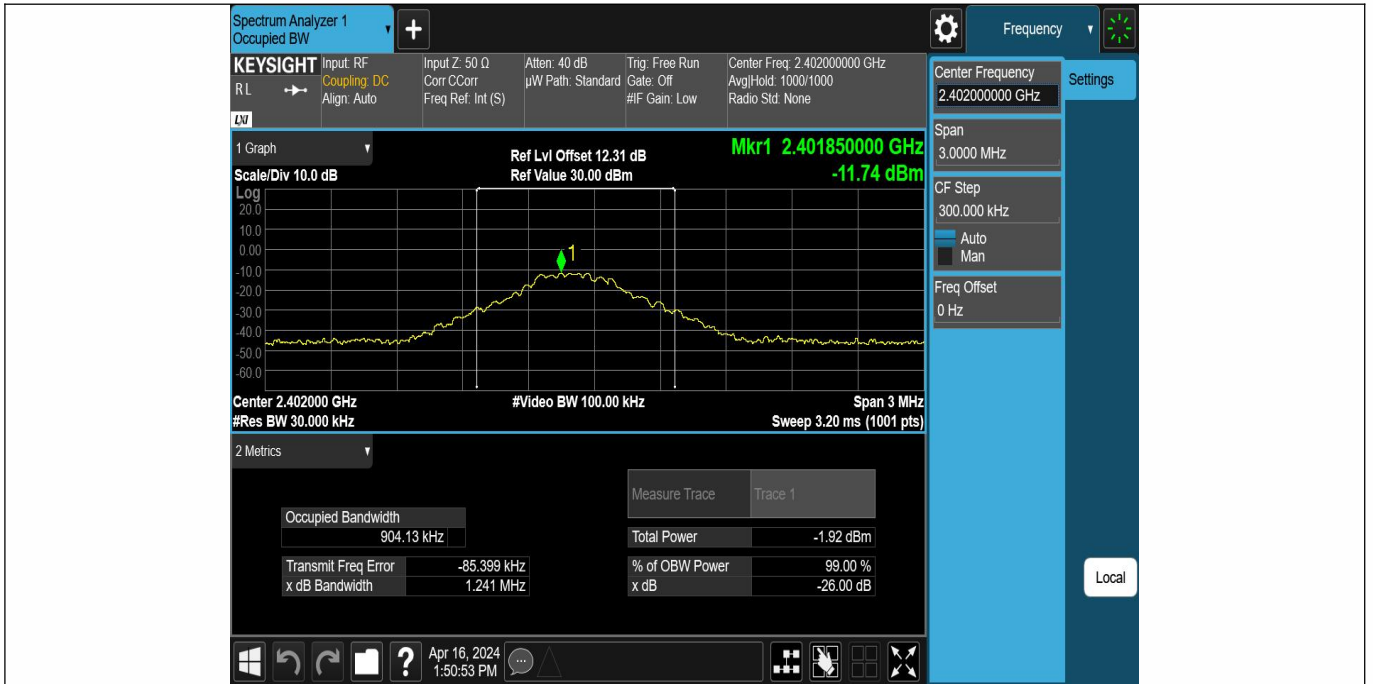 Spectrum Analyzer 1
Occupied BW
+
Frequency
KEYSIGHT
RL
LXI
Input: RF
Coupling: DC
Align: Auto
Input Z: 50 Ω
Corr CCorr
Freq Ref: Int (S)
Atten: 40 dB
µW Path: Standard
Trig: Free Run
Gate: Off
#IF Gain: Low
Center Freq: 2.402000000 GHz
Avg|Hold: 1000/1000
Radio Std: None
Center Frequency
2.402000000 GHz
Settings
Span
3.0000 MHz
CF Step
300.000 kHz
Auto
Man
Freq Offset
0 Hz
Local
1 Graph
Scale/Div 10.0 dB
Ref Lvl Offset 12.31 dB
Ref Value 30.00 dBm
Mkr1 2.401850000 GHz
-11.74 dBm
Log
20.0
10.0
0.00
-10.0
-20.0
-30.0
-40.0
-50.0
-60.0
1
Center 2.402000 GHz
#Res BW 30.000 kHz
#Video BW 100.00 kHz
Span 3 MHz
Sweep 3.20 ms (1001 pts)
2 Metrics
Measure Trace Trace 1
Occupied Bandwidth
904.13 kHz
Total Power -1.92 dBm
Transmit Freq Error -85.399 kHz
% of OBW Power 99.00 %
x dB Bandwidth 1.241 MHz
x dB -26.00 dB
?
Apr 16, 2024
1:50:53 PM